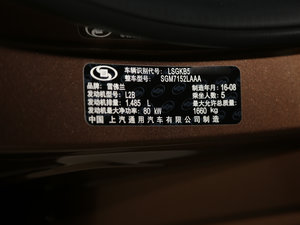 车辆识别代号: LSGKB5
整车型号: SGM7152LAAA
品牌: 雪佛兰 制造年月: 16-08
发动机型号: L2B 乘坐人数: 5
发动机排量: 1.485 L 最大允许总质量:
发动机最大净功率: 80 kW 1660 kg
中国 上汽通用汽车有限公司 制造